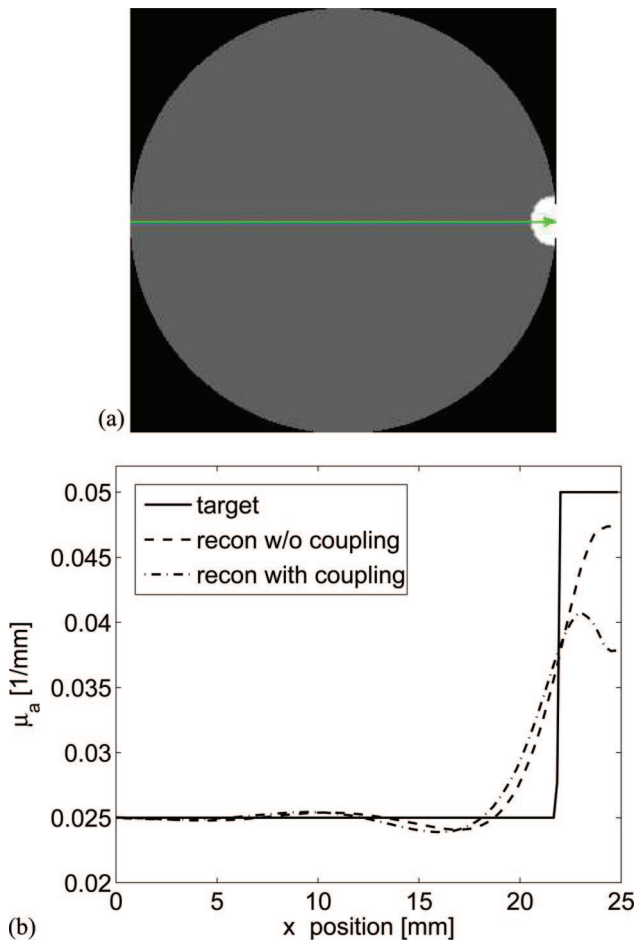 (a)
0.05
0.045
0.04
0.035
0.03
0.025
0.02
μa [1/mm]
target
recon w/o coupling
recon with coupling
0 5 10 15 20 25
x position [mm]
(b)